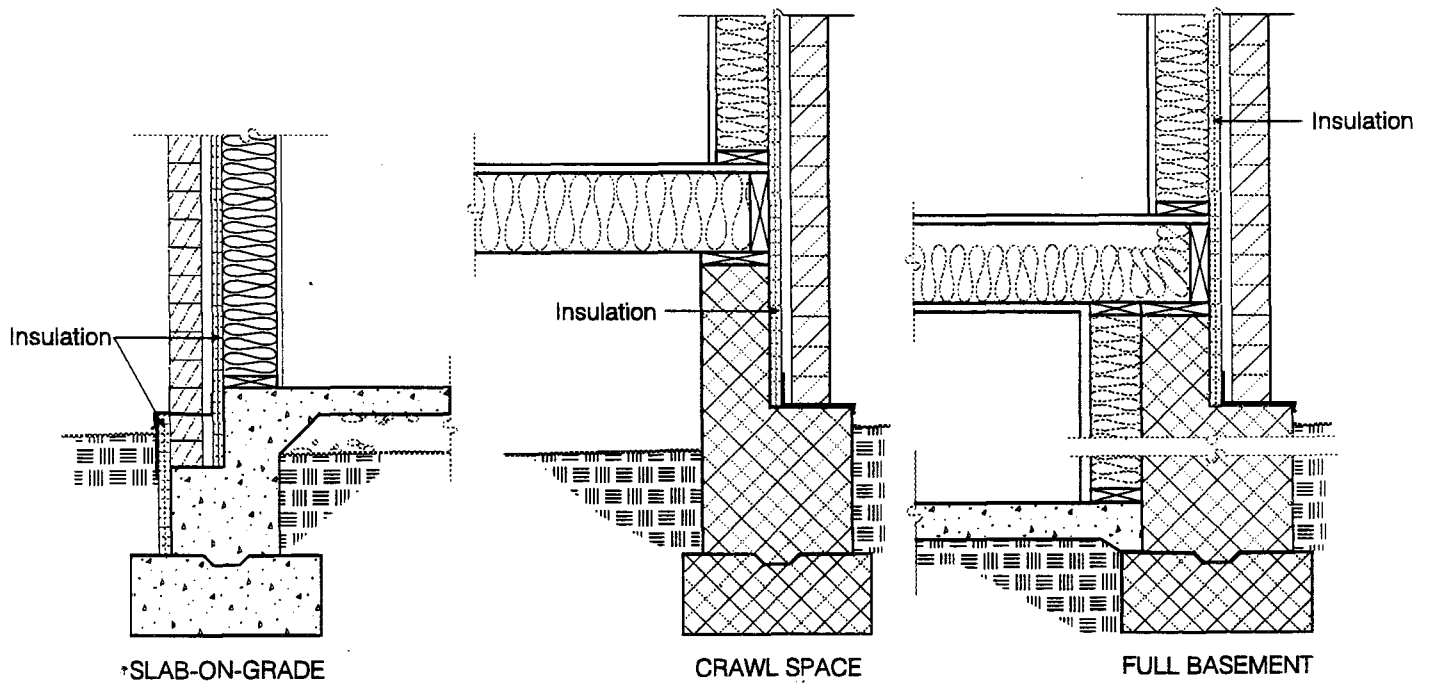 Insulation
Insulation
Insulation
SLAB-ON-GRADE
CRAWL SPACE
FULL BASEMENT